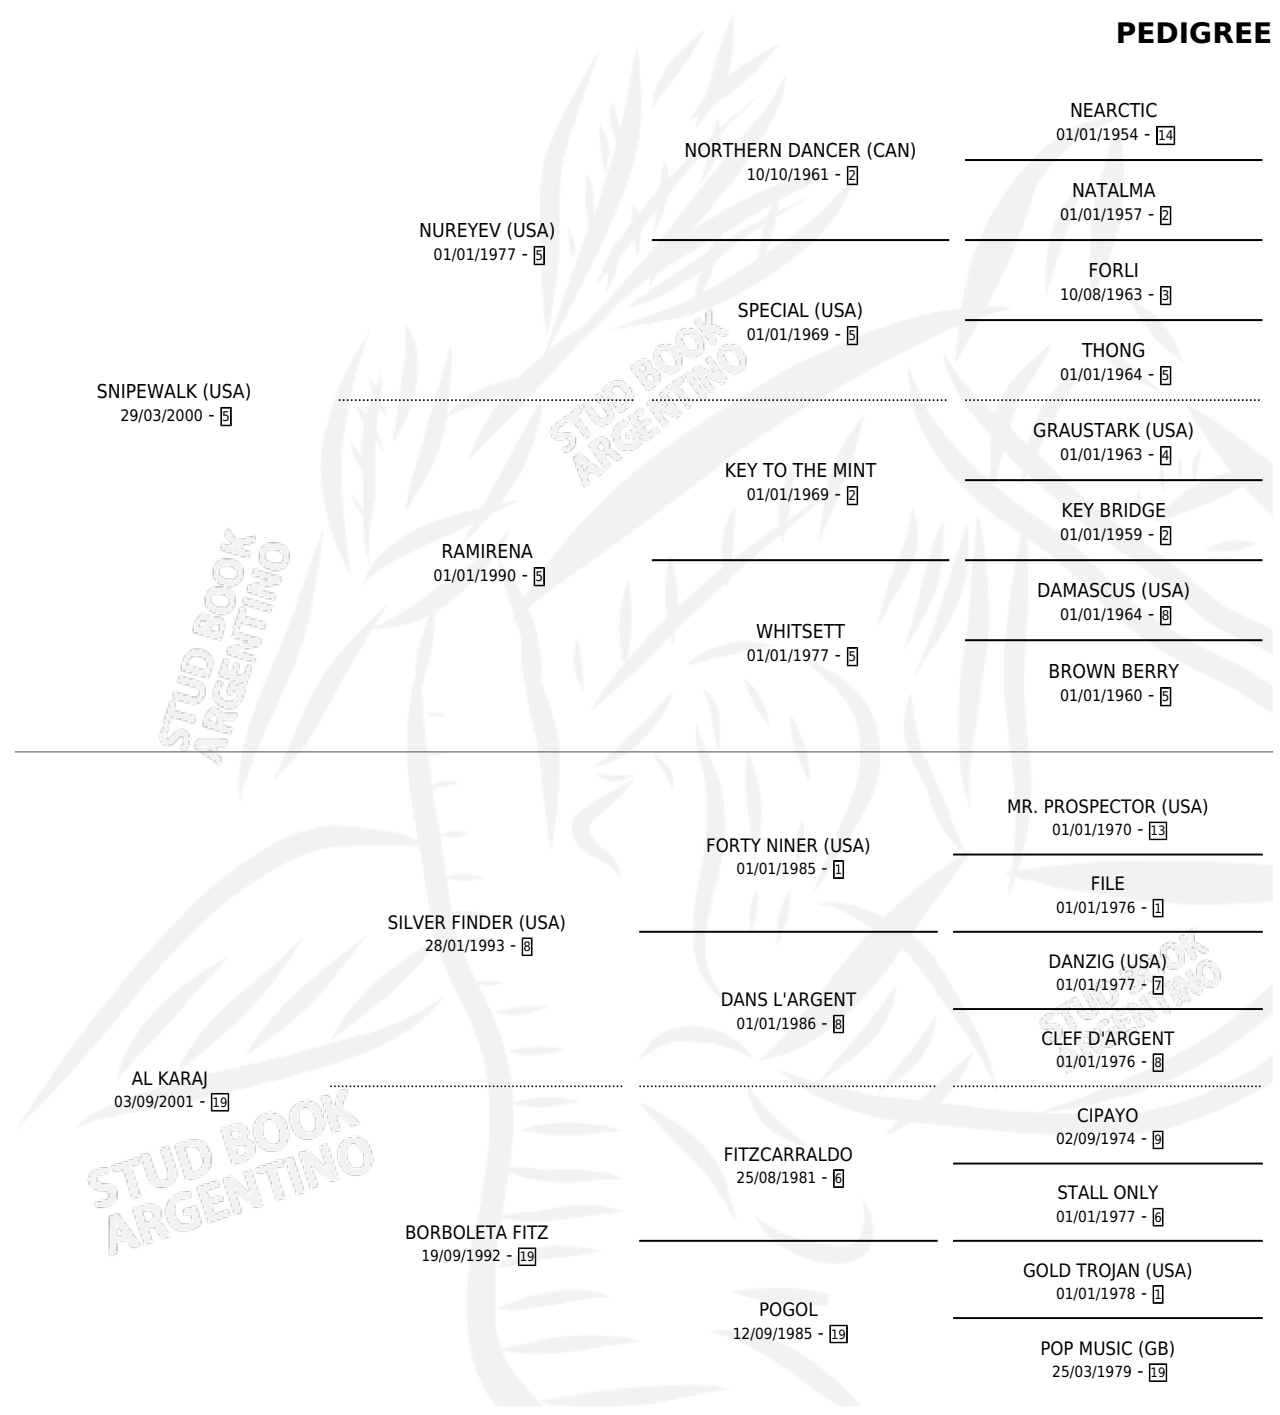 PEDIGREE
NEARCTIC
01/01/1954 - 14
NORTHERN DANCER (CAN)
10/10/1961 - 2
NATALMA
01/01/1957 - 2
NUREYEV (USA)
01/01/1977 - 5
FORLI
10/08/1963 - 3
SPECIAL (USA)
01/01/1969 - 5
THONG
01/01/1964 - 5
SNIPEWALK (USA)
29/03/2000 - 5
STUD BOOK
ARGENTINO
GRAUSTARK (USA)
01/01/1963 - 4
KEY TO THE MINT
01/01/1969 - 2
KEY BRIDGE
01/01/1959 - 2
RAMIRENA
01/01/1990 - 5
DAMASCUS (USA)
01/01/1964 - 8
WHITSETT
01/01/1977 - 5
BROWN BERRY
01/01/1960 - 5
STUD BOOK
ARGENTINO
MR. PROSPECTOR (USA)
01/01/1970 - 13
FORTY NINER (USA)
01/01/1985 - 1
FILE
01/01/1976 - 1
SILVER FINDER (USA)
28/01/1993 - 8
DANZIG (USA)
01/01/1977 - 7
STUD BOOK
ARGENTINO
DANS L'ARGENT
01/01/1986 - 8
CLEF D'ARGENT
01/01/1976 - 8
AL KARAJ
03/09/2001 - 19
STUD BOOK
ARGENTINO
CIPAYO
02/09/1974 - 9
FITZCARRALDO
25/08/1981 - 6
STALL ONLY
01/01/1977 - 6
BORBOLETA FITZ
19/09/1992 - 19
GOLD TROJAN (USA)
01/01/1978 - 1
POGOL
12/09/1985 - 19
POP MUSIC (GB)
25/03/1979 - 19